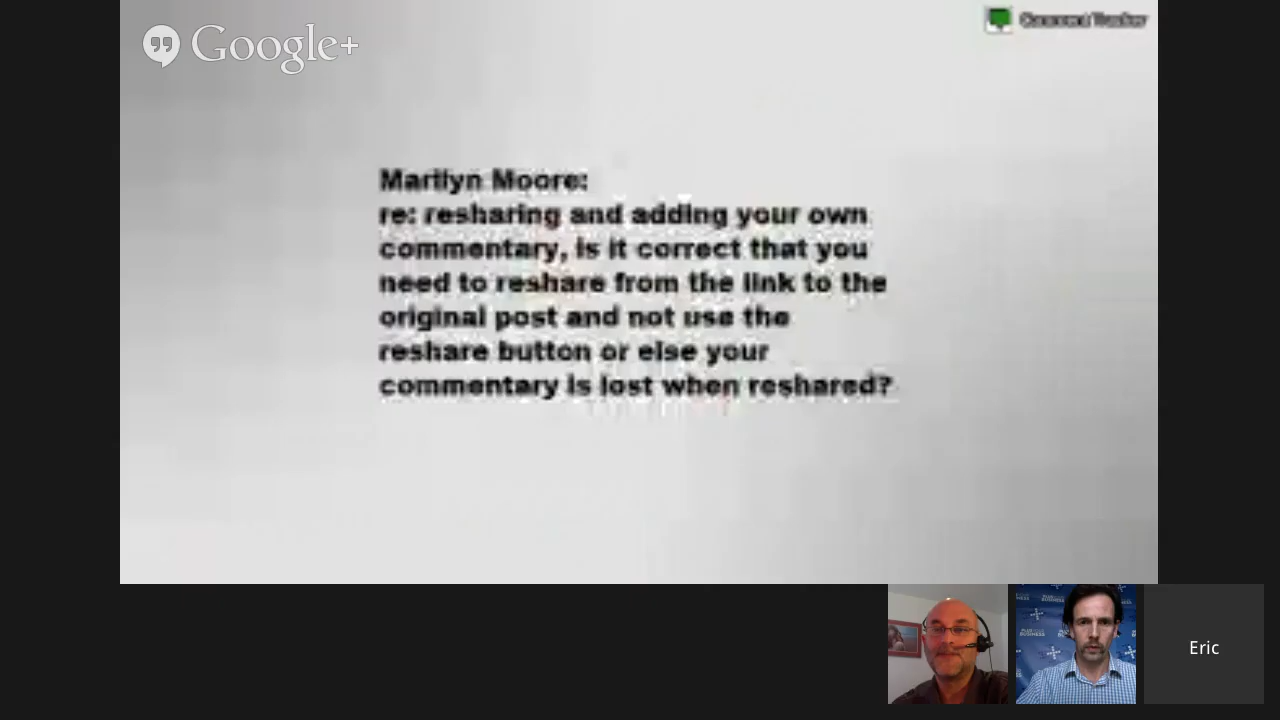 Google+
Comment Tracker
Marilyn Moore:
re: resharing and adding your own
commentary, is it correct that you
need to reshare from the link to the
original post and not use the
reshare button or else your
commentary is lost when reshared?
Eric